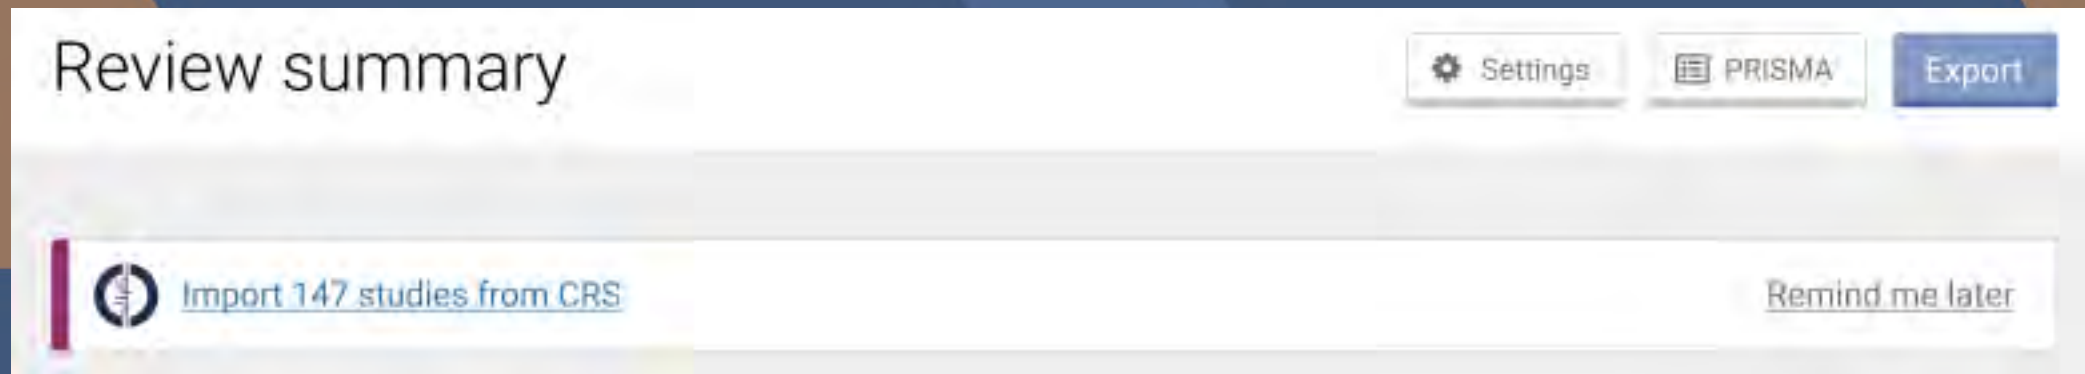 Review summary
Settings PRISMA Export
Import 147 studies from CRS
Remind me later